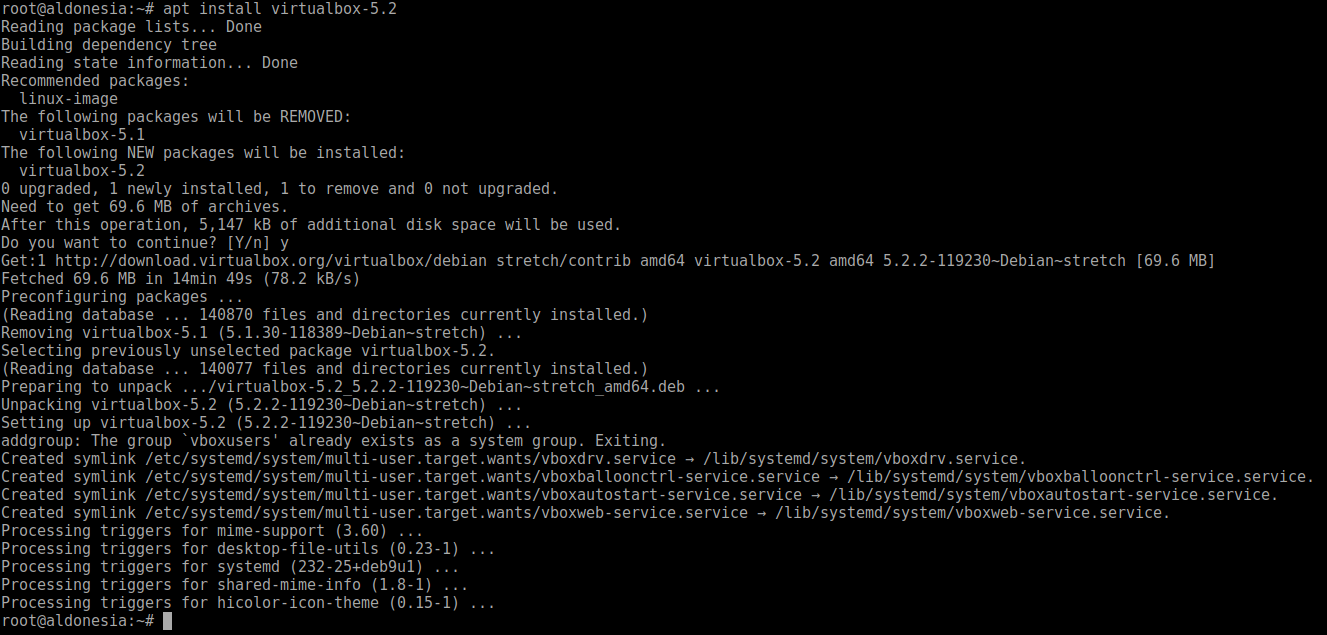 root@aldonesia:~# apt install virtualbox-5.2
Reading package lists... Done
Building dependency tree
Reading state information... Done
Recommended packages:
  linux-image
The following packages will be REMOVED:
  virtualbox-5.1
The following NEW packages will be installed:
  virtualbox-5.2
0 upgraded, 1 newly installed, 1 to remove and 0 not upgraded.
Need to get 69.6 MB of archives.
After this operation, 5,147 kB of additional disk space will be used.
Do you want to continue? [Y/n] y
Get:1 http://download.virtualbox.org/virtualbox/debian stretch/contrib amd64 virtualbox-5.2 amd64 5.2.2-119230~Debian~stretch [69.6 MB]
Fetched 69.6 MB in 14min 49s (78.2 kB/s)
Preconfiguring packages ...
(Reading database ... 140870 files and directories currently installed.)
Removing virtualbox-5.1 (5.1.30-118389~Debian~stretch) ...
Selecting previously unselected package virtualbox-5.2.
(Reading database ... 140077 files and directories currently installed.)
Preparing to unpack .../virtualbox-5.2_5.2.2-119230~Debian~stretch_amd64.deb ...
Unpacking virtualbox-5.2 (5.2.2-119230~Debian~stretch) ...
Setting up virtualbox-5.2 (5.2.2-119230~Debian~stretch) ...
addgroup: The group `vboxusers' already exists as a system group. Exiting.
Created symlink /etc/systemd/system/multi-user.target.wants/vboxdrv.service → /lib/systemd/system/vboxdrv.service.
Created symlink /etc/systemd/system/multi-user.target.wants/vboxballoonctrl-service.service → /lib/systemd/system/vboxballoonctrl-service.service.
Created symlink /etc/systemd/system/multi-user.target.wants/vboxautostart-service.service → /lib/systemd/system/vboxautostart-service.service.
Created symlink /etc/systemd/system/multi-user.target.wants/vboxweb-service.service → /lib/systemd/system/vboxweb-service.service.
Processing triggers for mime-support (3.60) ...
Processing triggers for desktop-file-utils (0.23-1) ...
Processing triggers for systemd (232-25+deb9u1) ...
Processing triggers for shared-mime-info (1.8-1) ...
Processing triggers for hicolor-icon-theme (0.15-1) ...
root@aldonesia:~#